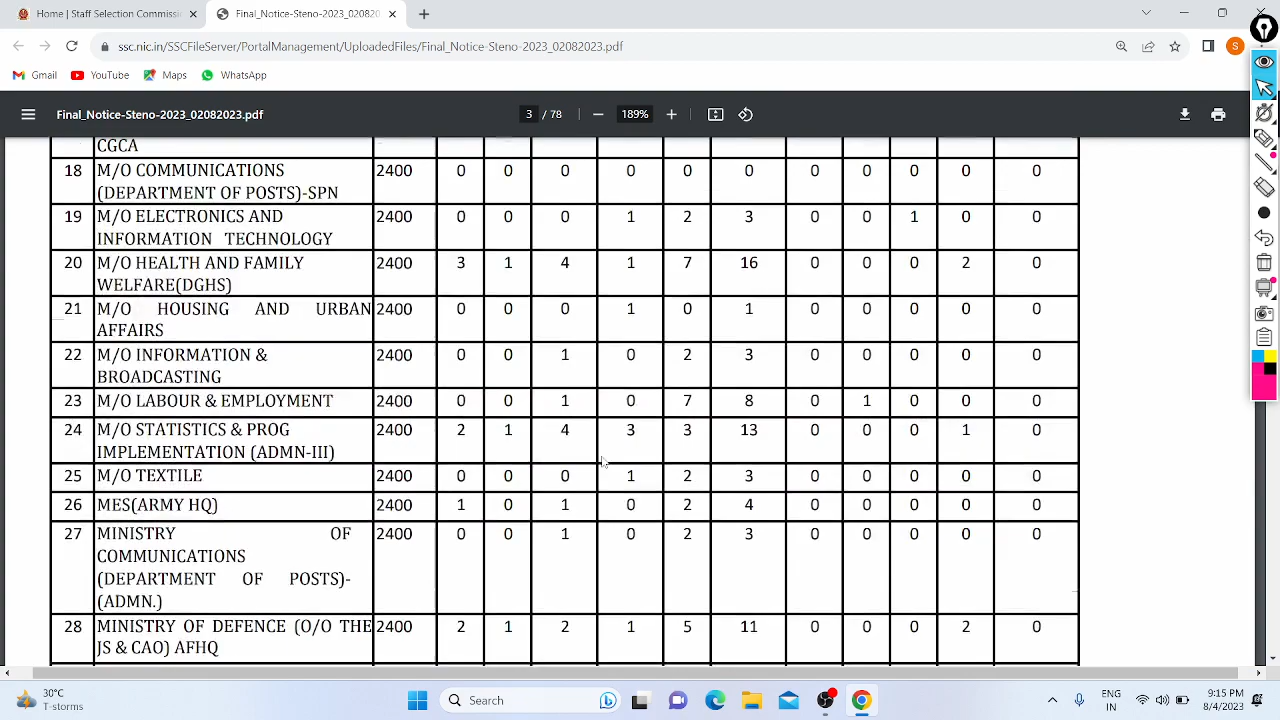 Home | Staff Selection Commissi
Final_Notice-Steno-2023_020820
ssc.nic.in/SSCFileServer/PortalManagement/UploadedFiles/Final_Notice-Steno-2023_02082023.pdf
S
Gmail YouTube Maps WhatsApp
Final_Notice-Steno-2023_02082023.pdf 3 / 78 189%
CGCA
18 M/O COMMUNICATIONS 2400 0 0 0 0 0 0 0 0 0 0 0
(DEPARTMENT OF POSTS)-SPN
19 M/O ELECTRONICS AND 2400 0 0 0 1 2 3 0 0 1 0 0
INFORMATION TECHNOLOGY
20 M/O HEALTH AND FAMILY 2400 3 1 4 1 7 16 0 0 0 2 0
WELFARE(DGHS)
21 M/O HOUSING AND URBAN 2400 0 0 0 1 0 1 0 0 0 0 0
AFFAIRS
22 M/O INFORMATION & 2400 0 0 1 0 2 3 0 0 0 0 0
BROADCASTING
23 M/O LABOUR & EMPLOYMENT 2400 0 0 1 0 7 8 0 1 0 0 0
24 M/O STATISTICS & PROG 2400 2 1 4 3 3 13 0 0 0 1 0
IMPLEMENTATION (ADMN-III)
25 M/O TEXTILE 2400 0 0 0 1 2 3 0 0 0 0 0
26 MES(ARMY HQ) 2400 1 0 1 0 2 4 0 0 0 0 0
27 MINISTRY OF 2400 0 0 1 0 2 3 0 0 0 0 0
COMMUNICATIONS
(DEPARTMENT OF POSTS)-
(ADMN.)
28 MINISTRY OF DEFENCE (O/O THE 2400 2 1 2 1 5 11 0 0 0 2 0
JS & CAO) AFHQ
30°C
T-storms
Search
ENG
IN
9:15 PM
8/4/2023